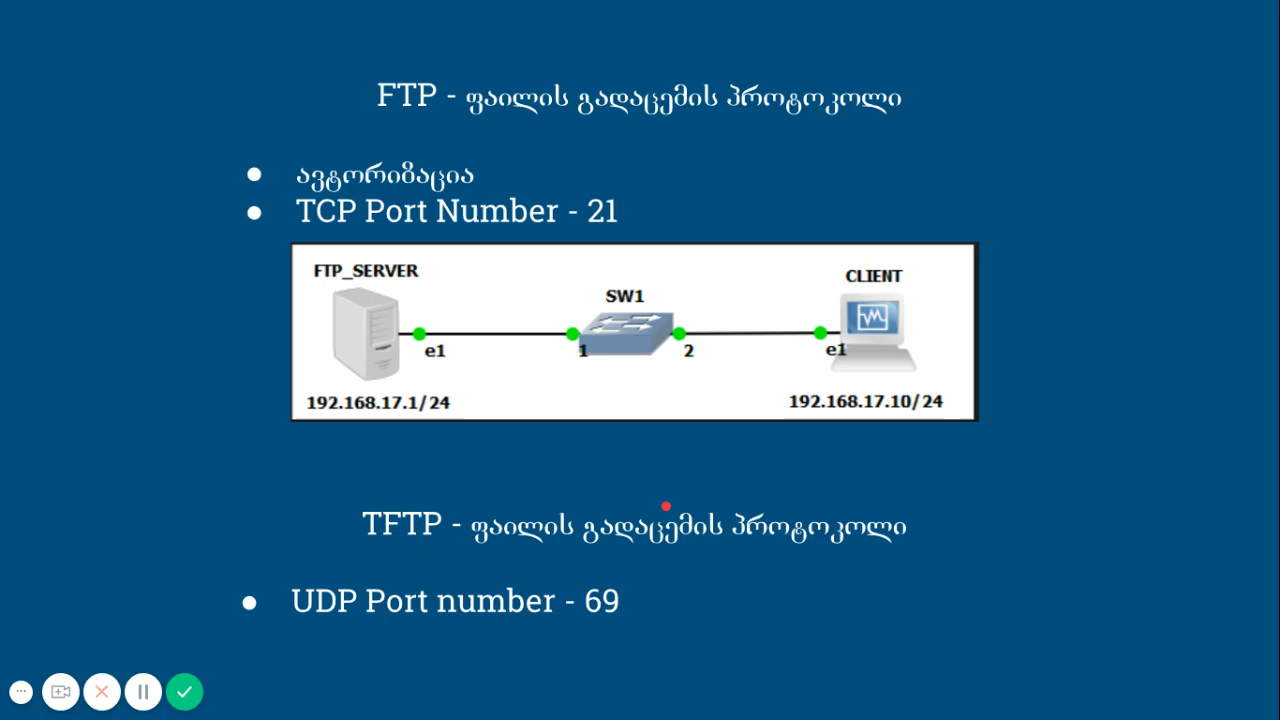 FTP - ფაილის გადაცემის პროტოკოლი
● ავტორიზაცია
● TCP Port Number - 21
FTP_SERVER
CLIENT
SW1
e1
1
2
e1
192.168.17.1/24
192.168.17.10/24
TFTP - ფაილის გადაცემის პროტოკოლი
● UDP Port number - 69